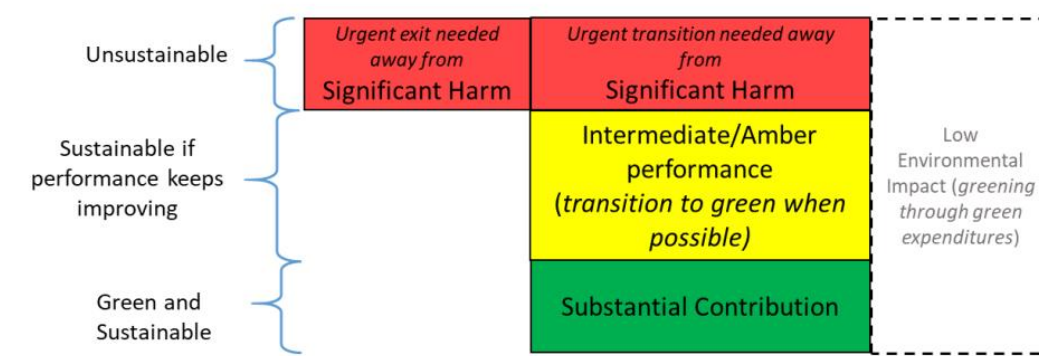 Unsustainable
Urgent exit needed
away from
Significant Harm
Urgent transition needed away
from
Significant Harm
Sustainable if
performance keeps
improving
Intermediate/Amber
performance
(transition to green when
possible)
Low
Environmental
Impact (greening
through green
expenditures)
Green and
Sustainable
Substantial Contribution